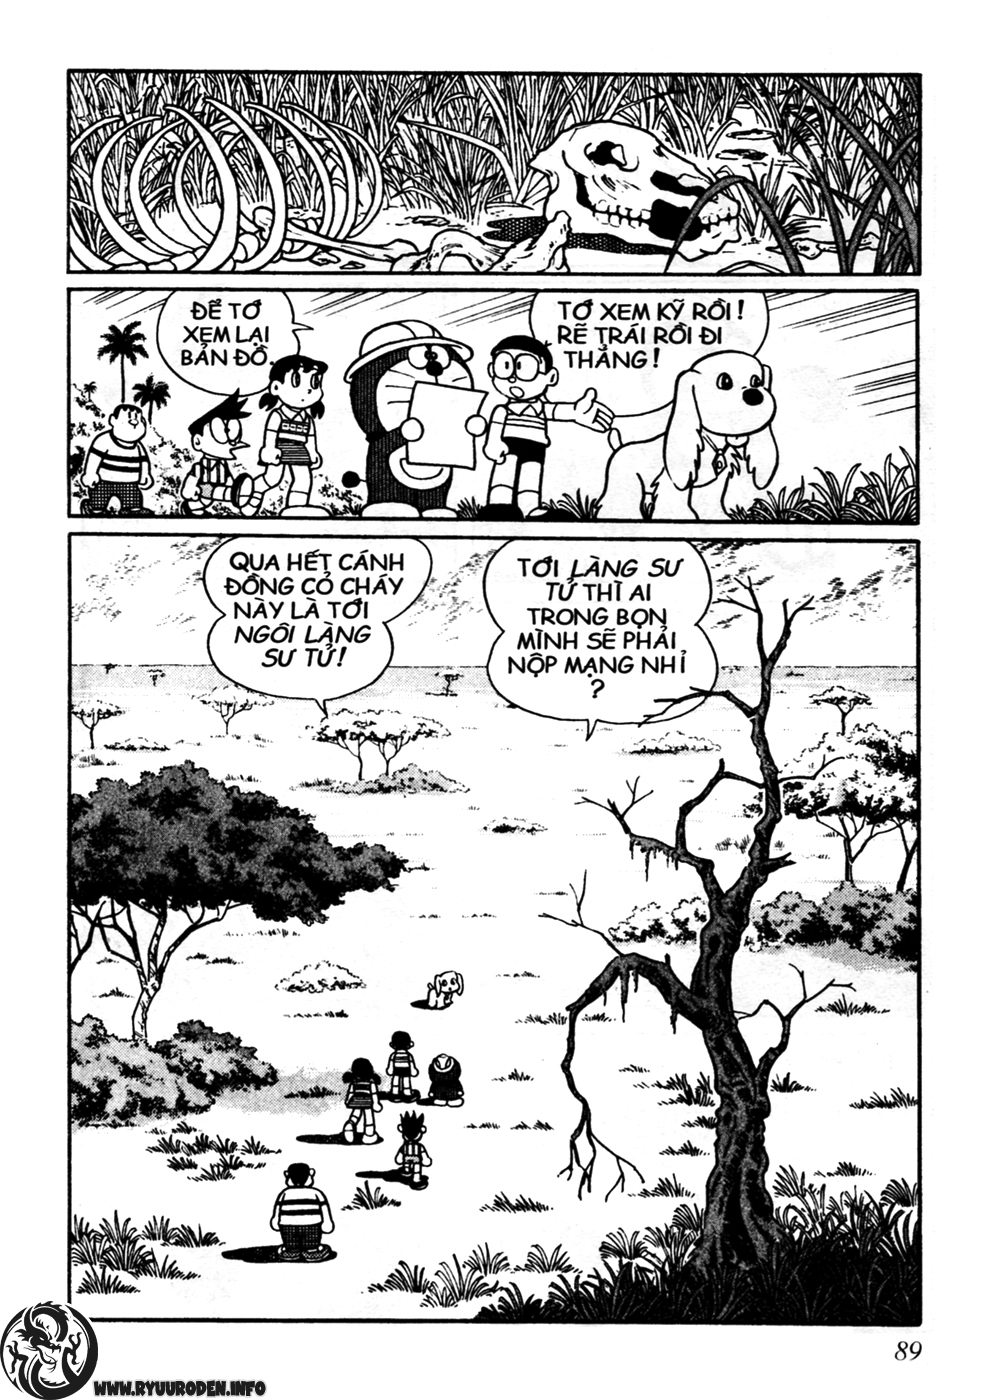 ĐỂ TỚ
XEM LẠI
BẢN ĐỒ.
TỚ XEM KỸ RỒI!
RẼ TRÁI RỒI ĐI
THẲNG!
QUA HẾT CÁNH
ĐỒNG CỎ CHÁY
NÀY LÀ TỚI
NGÔI LÀNG
SƯ TỬ!
TỚI LÀNG SƯ
TỬ THÌ AI
TRONG BỌN
MÌNH SẼ PHẢI
NỘP MẠNG NHỈ
?
89
WWW.RYUURODEN.INFO